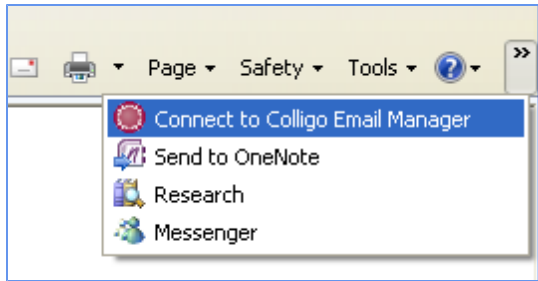 Page Safety Tools ? »
Connect to Colligo Email Manager
Send to OneNote
Research
Messenger